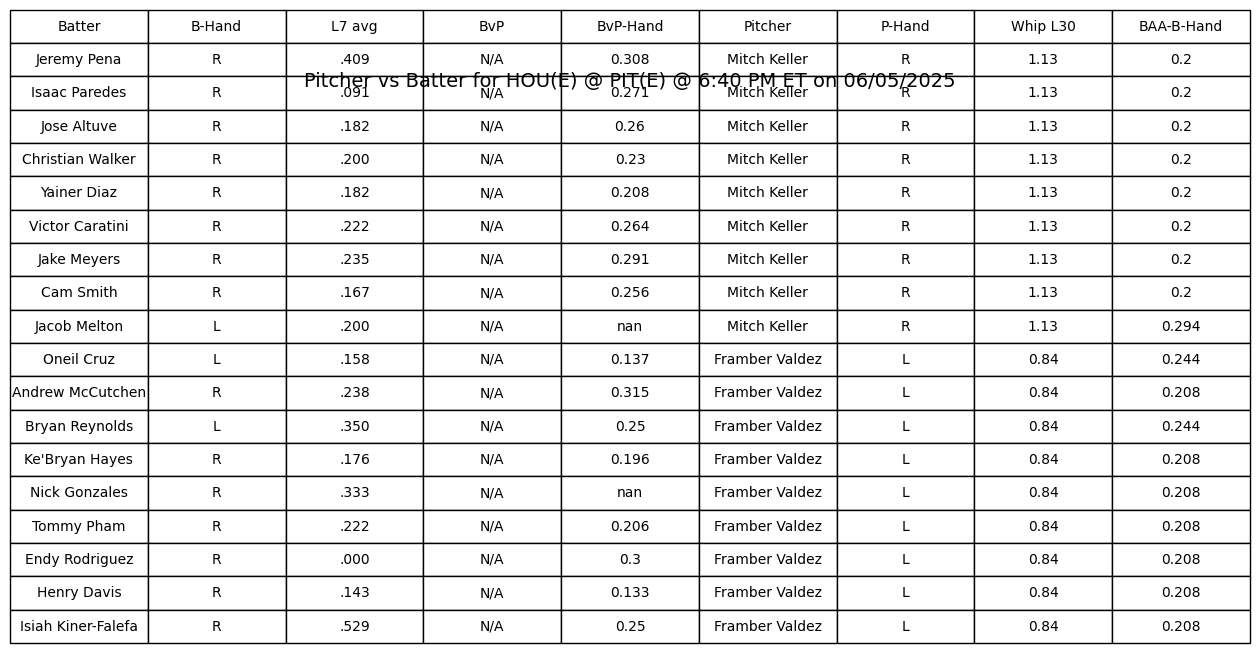 Batter B-Hand L7 avg BvP BvP-Hand Pitcher P-Hand Whip L30 BAA-B-Hand
Jeremy Pena R .409 N/A 0.308 Mitch Keller R 1.13 0.2
Pitcher vs Batter for HOU(E) @ PIT(E) @ 6:40 PM ET on 06/05/2025
Isaac Paredes R .091 N/A 0.271 Mitch Keller R 1.13 0.2
Jose Altuve R .182 N/A 0.26 Mitch Keller R 1.13 0.2
Christian Walker R .200 N/A 0.23 Mitch Keller R 1.13 0.2
Yainer Diaz R .182 N/A 0.208 Mitch Keller R 1.13 0.2
Victor Caratini R .222 N/A 0.264 Mitch Keller R 1.13 0.2
Jake Meyers R .235 N/A 0.291 Mitch Keller R 1.13 0.2
Cam Smith R .167 N/A 0.256 Mitch Keller R 1.13 0.2
Jacob Melton L .200 N/A nan Mitch Keller R 1.13 0.294
Oneil Cruz L .158 N/A 0.137 Framber Valdez L 0.84 0.244
Andrew McCutchen R .238 N/A 0.315 Framber Valdez L 0.84 0.208
Bryan Reynolds L .350 N/A 0.25 Framber Valdez L 0.84 0.244
Ke'Bryan Hayes R .176 N/A 0.196 Framber Valdez L 0.84 0.208
Nick Gonzales R .333 N/A nan Framber Valdez L 0.84 0.208
Tommy Pham R .222 N/A 0.206 Framber Valdez L 0.84 0.208
Endy Rodriguez R .000 N/A 0.3 Framber Valdez L 0.84 0.208
Henry Davis R .143 N/A 0.133 Framber Valdez L 0.84 0.208
Isiah Kiner-Falefa R .529 N/A 0.25 Framber Valdez L 0.84 0.208